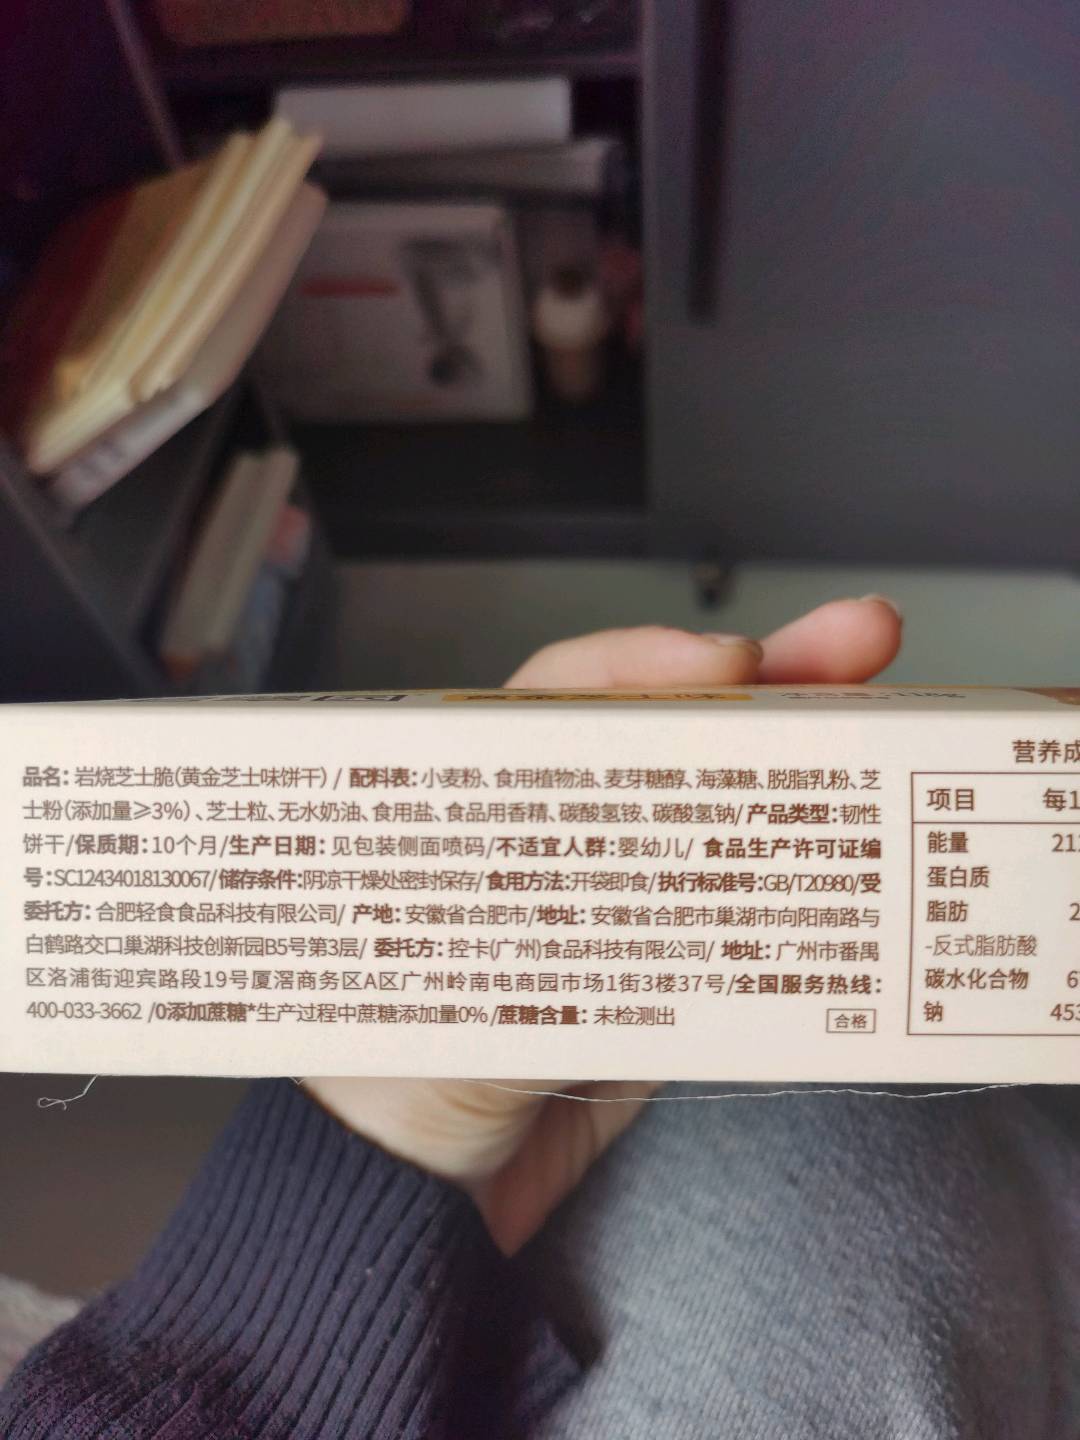 品名：岩烧芝士脆(黄金芝士味饼干) / 配料表：小麦粉、食用植物油、麦芽糖醇、海藻糖、脱脂乳粉、芝
士粉(添加量≥3%)、芝士粒、无水奶油、食用盐、食品用香精、碳酸氢铵、碳酸氢钠/ 产品类型：韧性
饼干/保质期：10个月/生产日期：见包装侧面喷码/不适宜人群：婴幼儿/ 食品生产许可证编
号：SC12434018130067/ 储存条件：阴凉干燥处密封保存/ 食用方法：开袋即食/ 执行标准号：GB/T20980/受
委托方：合肥轻食食品科技有限公司/ 产地：安徽省合肥市/地址：安徽省合肥市巢湖市向阳南路与
白鹤路交口巢湖科技创新园B5号第3层/ 委托方：控卡(广州)食品科技有限公司/ 地址：广州市番禺
区洛浦街迎宾路段19号厦滘商务区A区广州岭南电商园市场1街3楼37号/全国服务热线：
400-033-3662 /0添加蔗糖*生产过程中蔗糖添加量0% /蔗糖含量：未检测出
合格
营养成
项目 每1
能量 21
蛋白质
脂肪 2
-反式脂肪酸
碳水化合物 6
钠 453